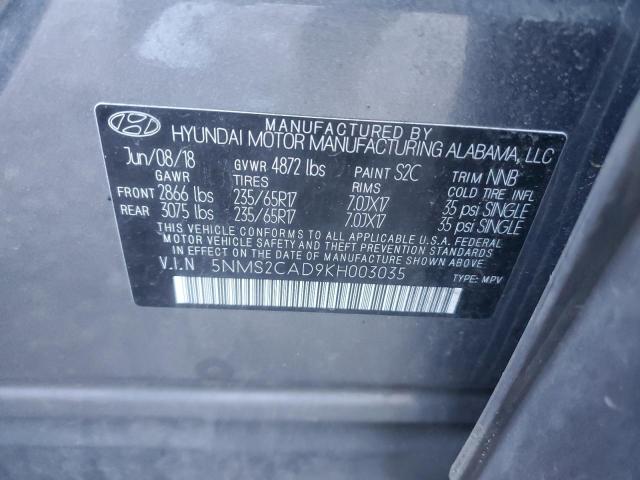 MANUFACTURED BY
HYUNDAI MOTOR MANUFACTURING ALABAMA, LLC
Jun/08/18 GVWR 4872 lbs PAINT S2C TRIM NNB
GAWR TIRES RIMS COLD TIRE INFL
FRONT 2866 lbs 235/65R17 7.0JX17 35 psi SINGLE
REAR 3075 lbs 235/65R17 7.0JX17 35 psi SINGLE
THIS VEHICLE CONFORMS TO ALL APPLICABLE U.S.A. FEDERAL
MOTOR VEHICLE SAFETY, BUMPER, AND THEFT PREVENTION STANDARDS
IN EFFECT ON THE DATE OF MANUFACTURE SHOWN ABOVE.
V.I.N 5NMS2CAD9KH003035 TYPE: MPV